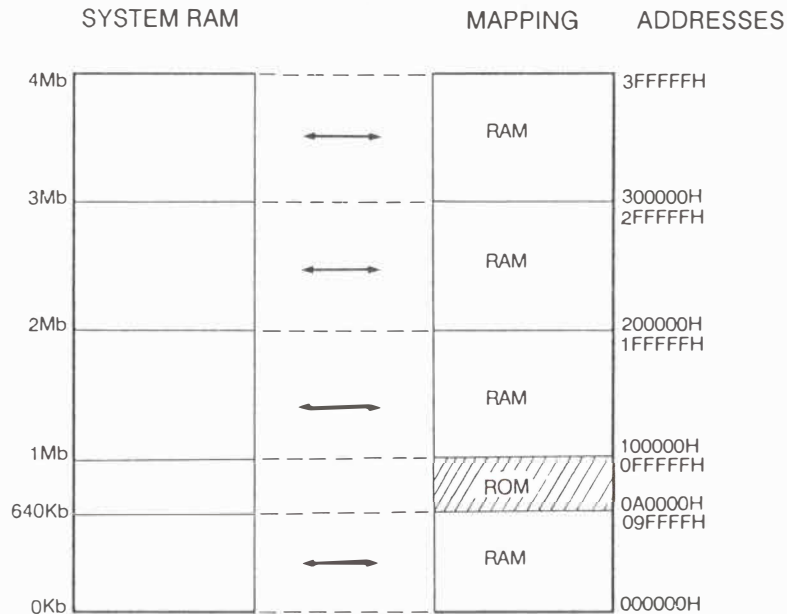 SYSTEM RAM MAPPING ADDRESSES
4Mb 3FFFFFH
RAM
3Mb 300000H
2FFFFFH
RAM
2Mb 200000H
1FFFFFH
RAM
1Mb 100000H
0FFFFFH
ROM
0A0000H
640Kb 09FFFFH
RAM
0Kb 000000H